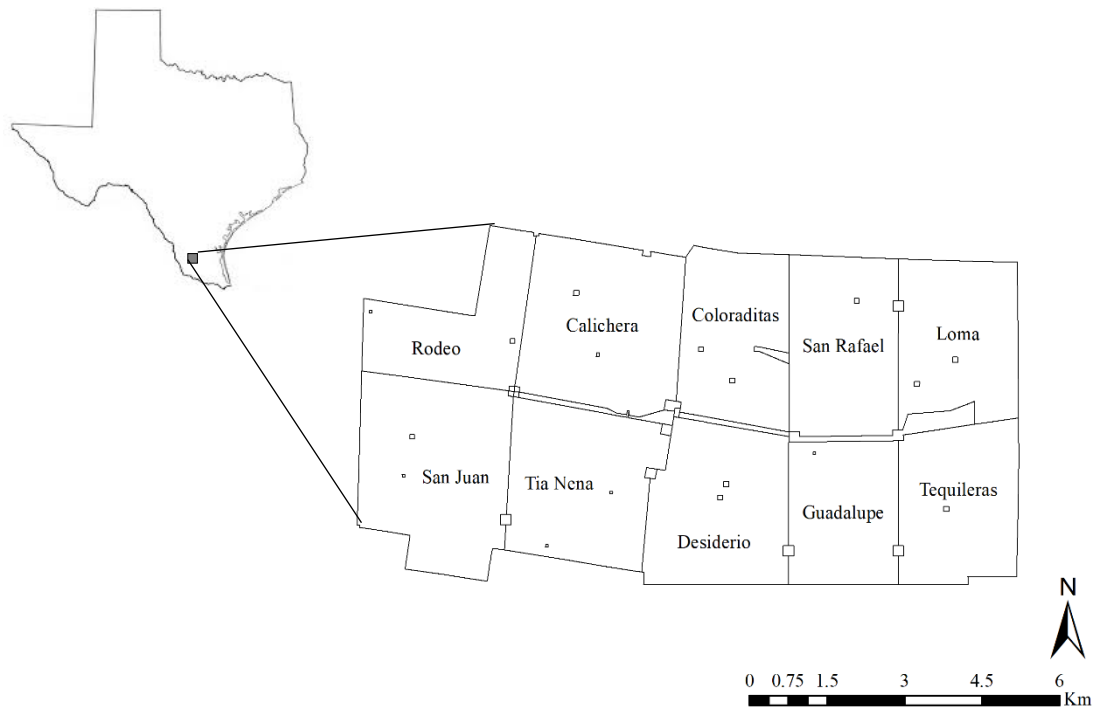 Coloraditas
Calichera
San Rafael
Loma
Rodeo
San Juan
Tia Nena
Tequileras
Guadalupe
Desiderio
N
0 0.75 1.5 3 4.5 6
Km